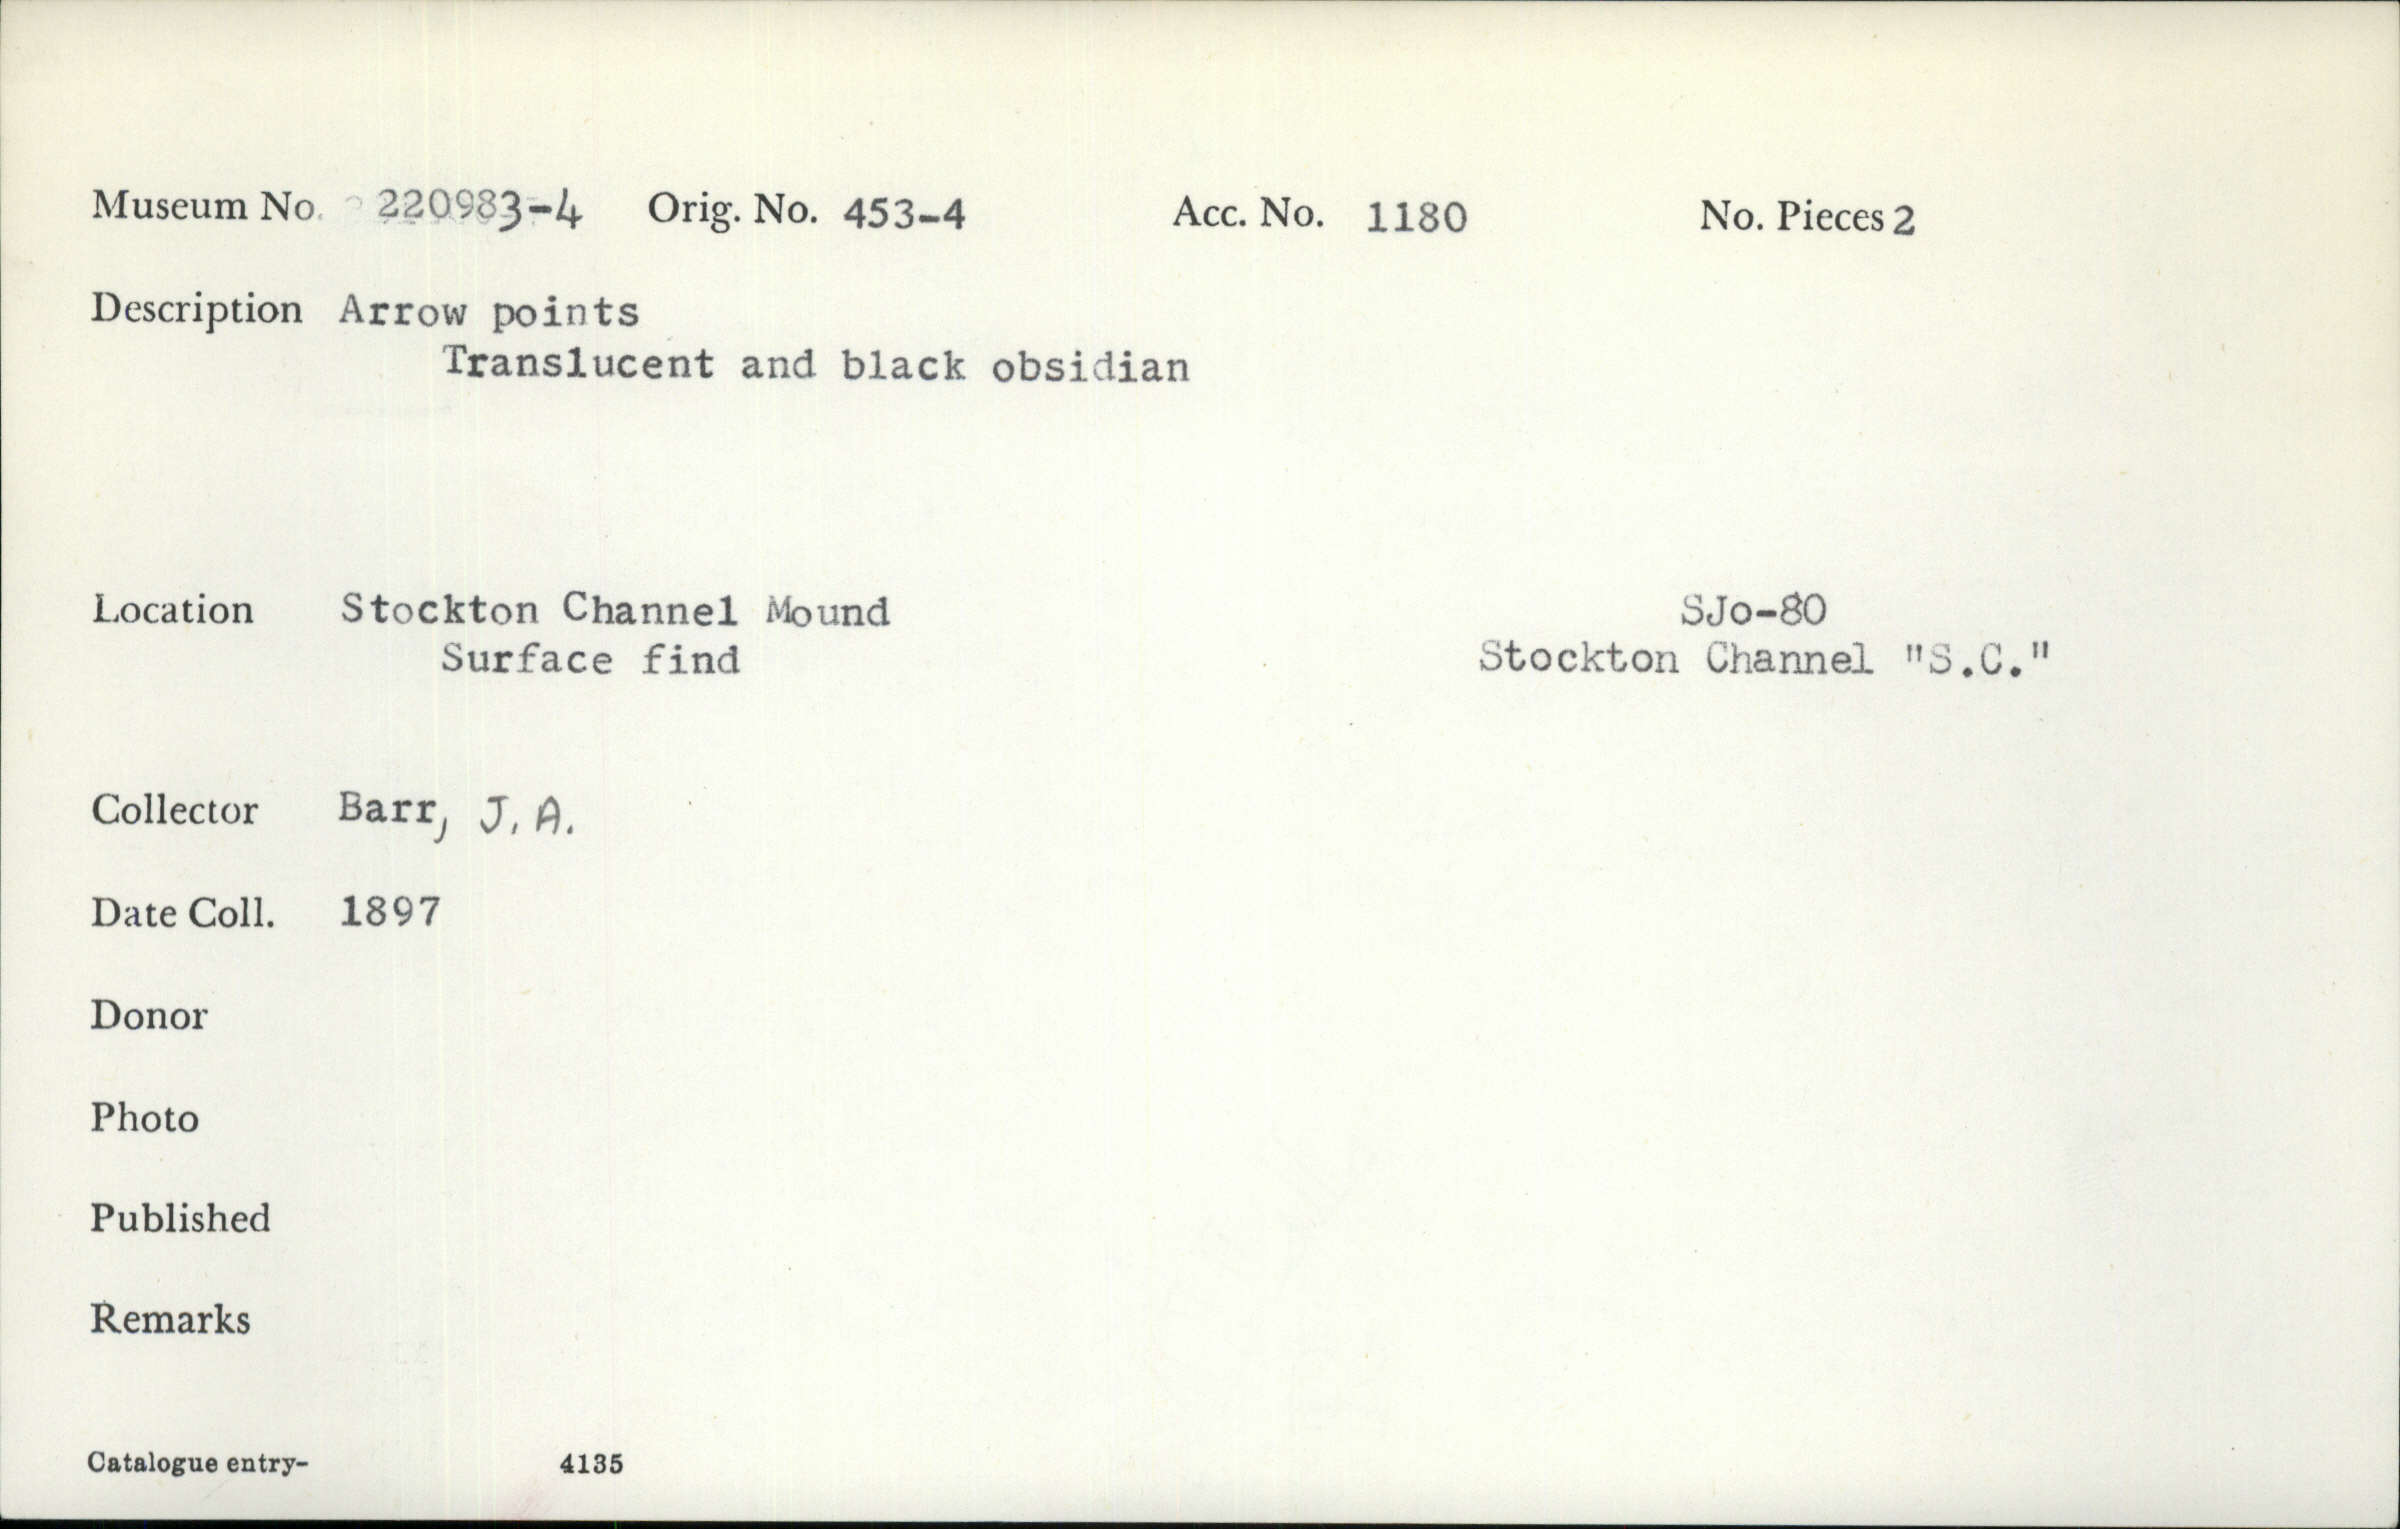 Museum No. 220983-4 Orig. No. 453-4 Acc. No. 1180 No. Pieces 2
Description Arrow points
Translucent and black obsidian
Location Stockton Channel Mound SJo-80
Surface find Stockton Channel "S.C."
Collector Barr, J. A.
Date Coll. 1897
Donor
Photo
Published
Remarks
Catalogue entry- 4135